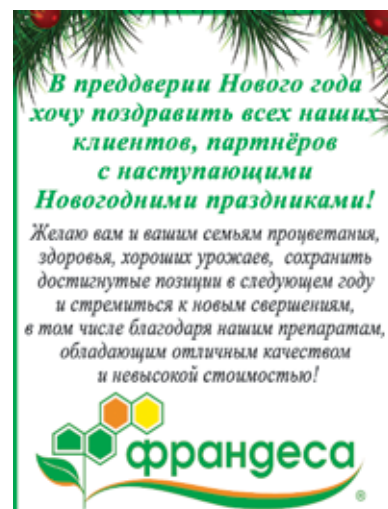 В преддверии Нового года
хочу поздравить всех наших
клиентов, партнёров
с наступающими
Новогодними праздниками!
Желаю вам и вашим семьям процветания,
здоровья, хороших урожаев, сохранить
достигнутые позиции в следующем году
и стремиться к новым свершениям,
в том числе благодаря нашим препаратам,
обладающим отличным качеством
и невысокой стоимостью!
франдеса
®